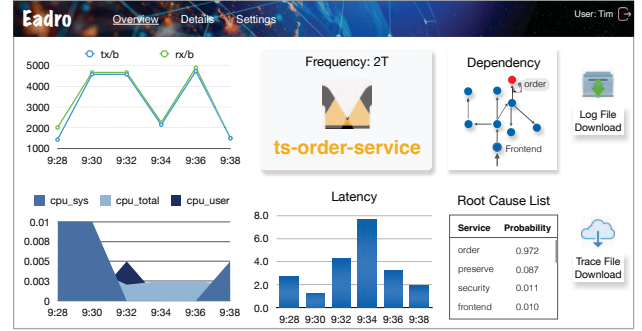 Eadro
Overview
Details
Settings
User: Tim
tx/b
rx/b
5000
4000
3000
2000
1000
9:28
9:30
9:32
9:34
9:36
9:38
Frequency: 2T
ts-order-service
Dependency
order
Frontend
Log File
Download
cpu_sys
cpu_total
cpu_user
0.01
0.008
0.005
0.003
0
9:28
9:30
9:32
9:34
9:36
9:38
Latency
8.0
6.0
4.0
2.0
0.0
9:28
9:30
9:32
9:34
9:36
9:38
Root Cause List
Service Probability
order 0.972
preserve 0.087
security 0.011
frontend 0.010
Trace File
Download